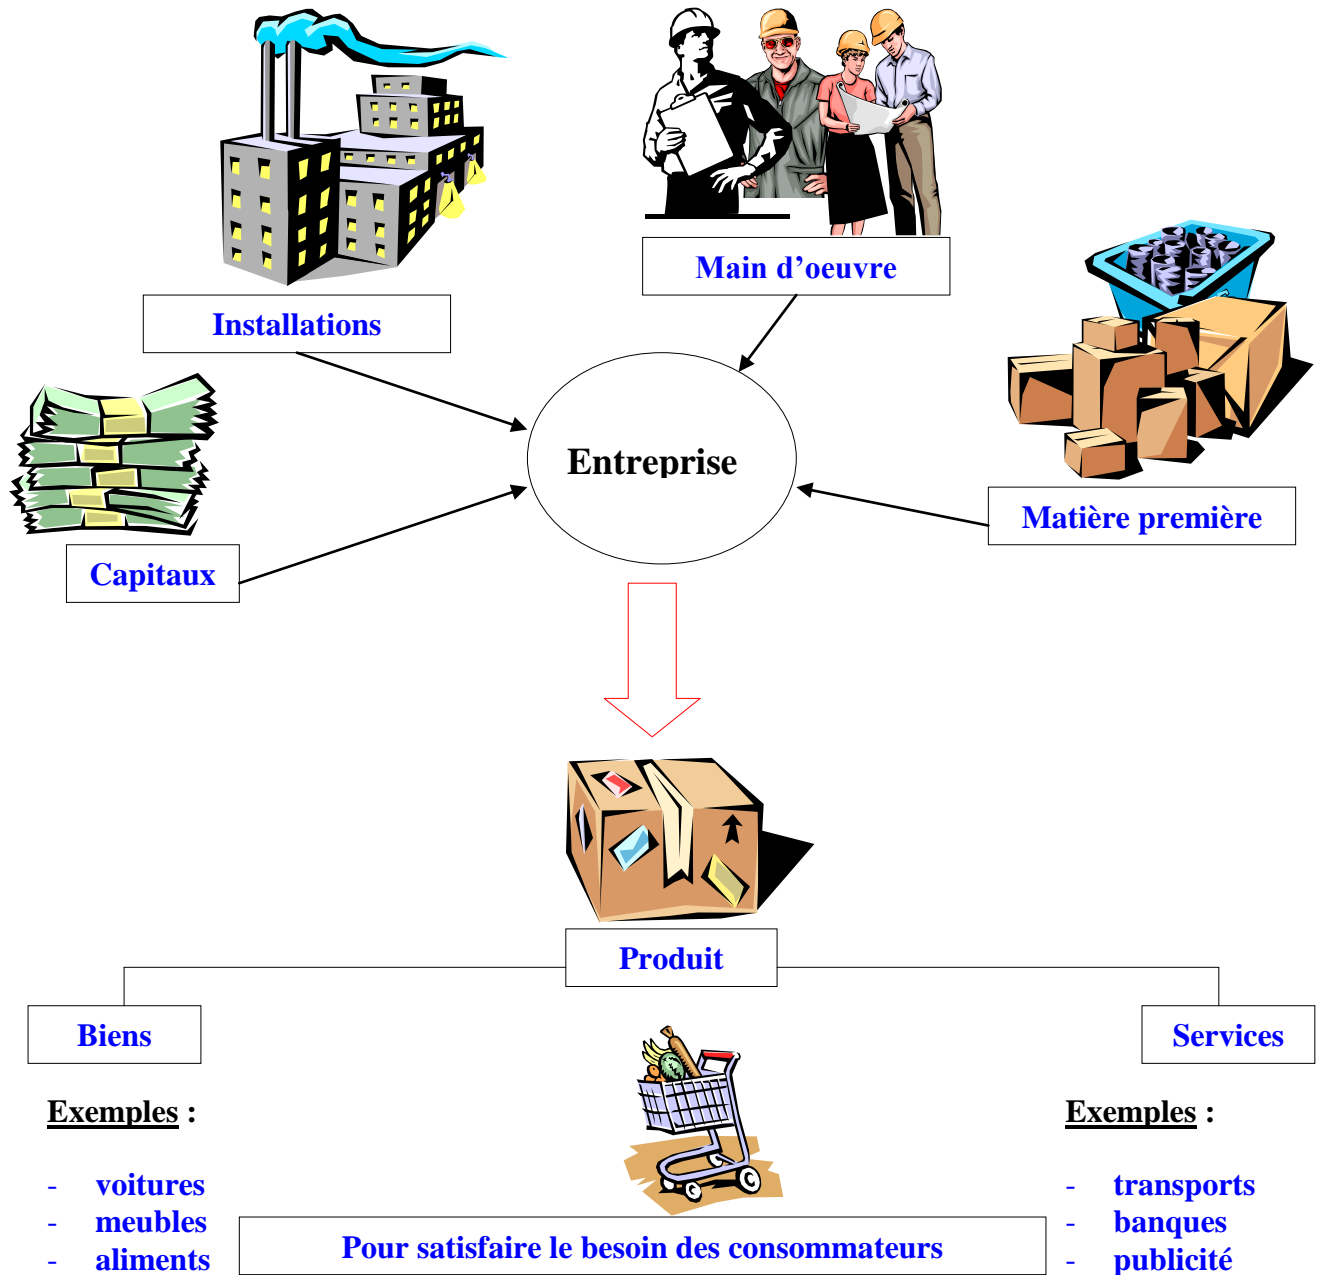 Main d'oeuvre
Installations
Entreprise
Matière première
Capitaux
Produit
Biens
Services
Exemples :
- voitures
- meubles
- aliments
Exemples :
- transports
- banques
- publicité
Pour satisfaire le besoin des consommateurs